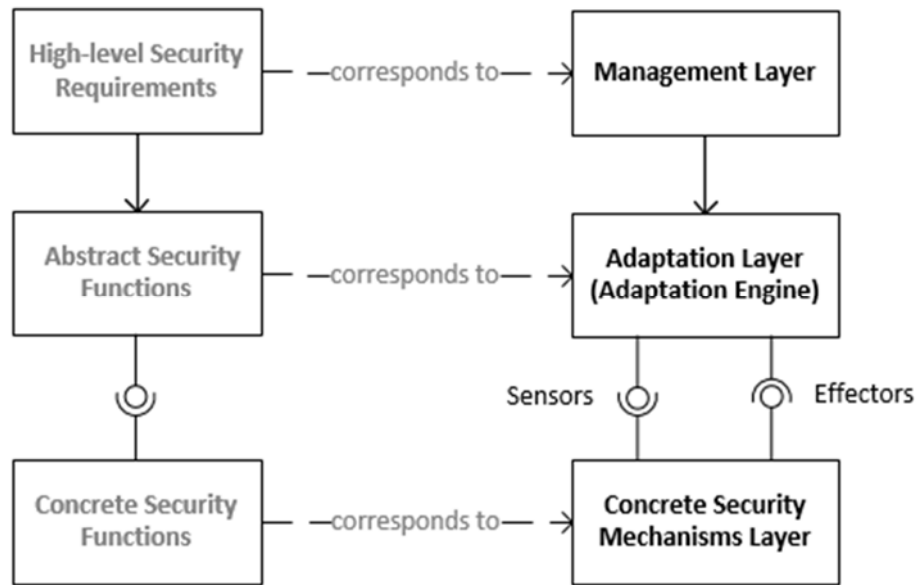 High-level Security
Requirements
corresponds to
Management Layer
Abstract Security
Functions
corresponds to
Adaptation Layer
(Adaptation Engine)
Sensors
Effectors
Concrete Security
Functions
corresponds to
Concrete Security
Mechanisms Layer